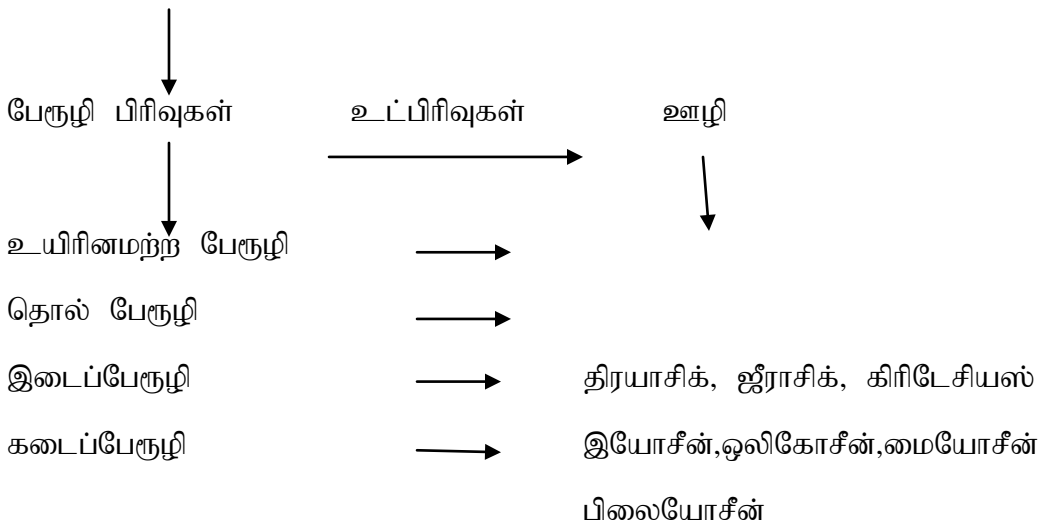 பேரூழி பிரிவுகள் உட்பிரிவுகள் ஊழி
உயிரினமற்ற பேரூழி
தொல் பேரூழி
இடைப்பேரூழி திரயாசிக், ஜீராசிக், கிரிடேசியஸ்
கடைப்பேரூழி இயோசீன்,ஒலிகோசீன்,மையோசீன்
பிலையோசீன்